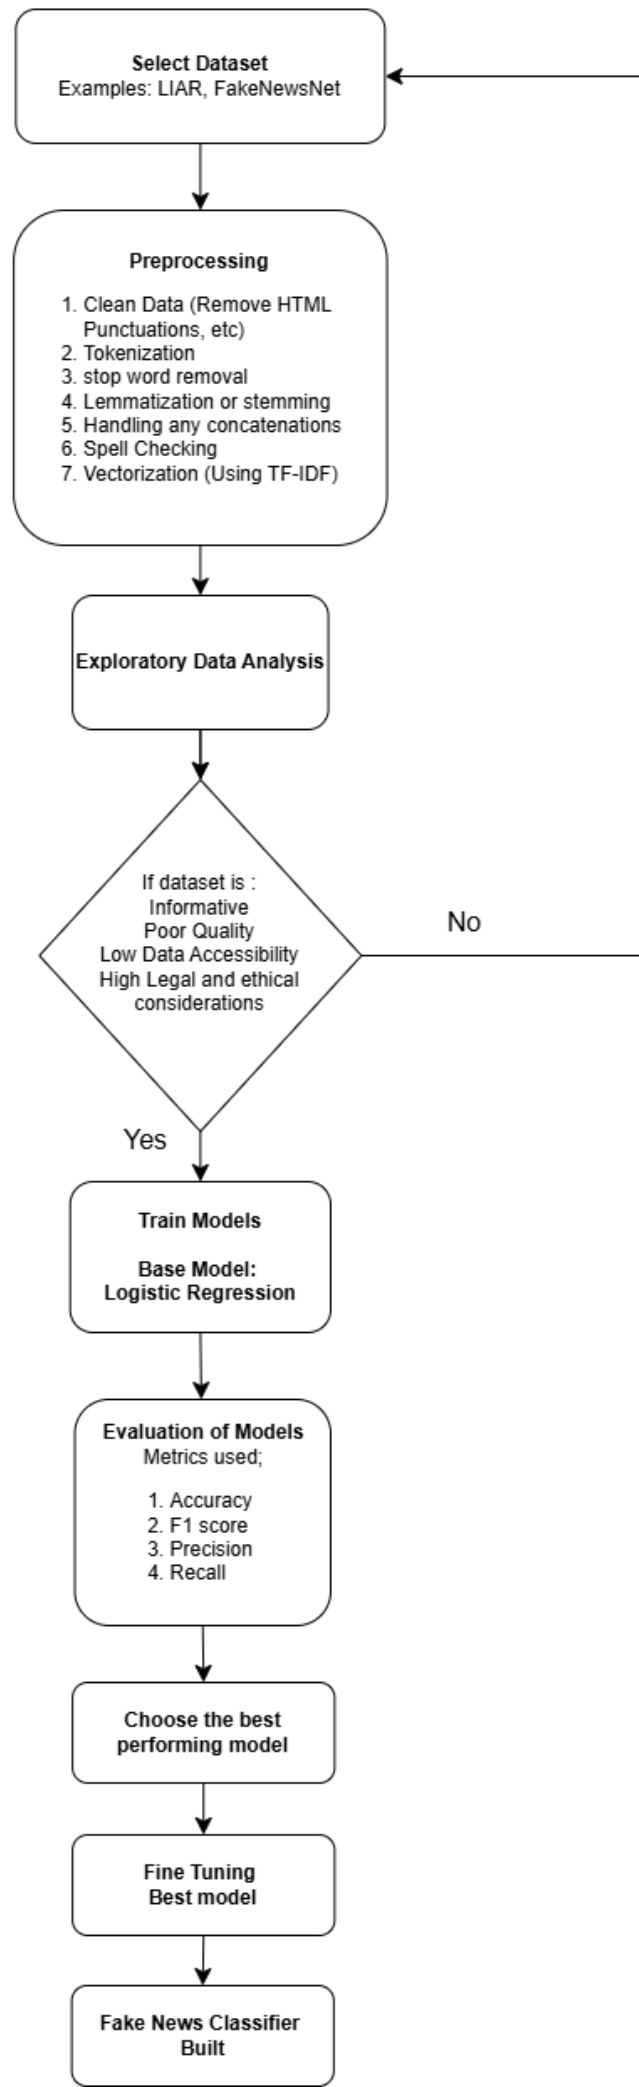 Select Dataset
Examples: LIAR, FakeNewsNet
Preprocessing
1. Clean Data (Remove HTML
Punctuations, etc)
2. Tokenization
3. stop word removal
4. Lemmatization or stemming
5. Handling any concatenations
6. Spell Checking
7. Vectorization (Using TF-IDF)
Exploratory Data Analysis
If dataset is :
Informative
Poor Quality
Low Data Accessibility
High Legal and ethical
considerations
No
Yes
Train Models
Base Model:
Logistic Regression
Evaluation of Models
Metrics used;
1. Accuracy
2. F1 score
3. Precision
4. Recall
Choose the best
performing model
Fine Tuning
Best model
Fake News Classifier
Built